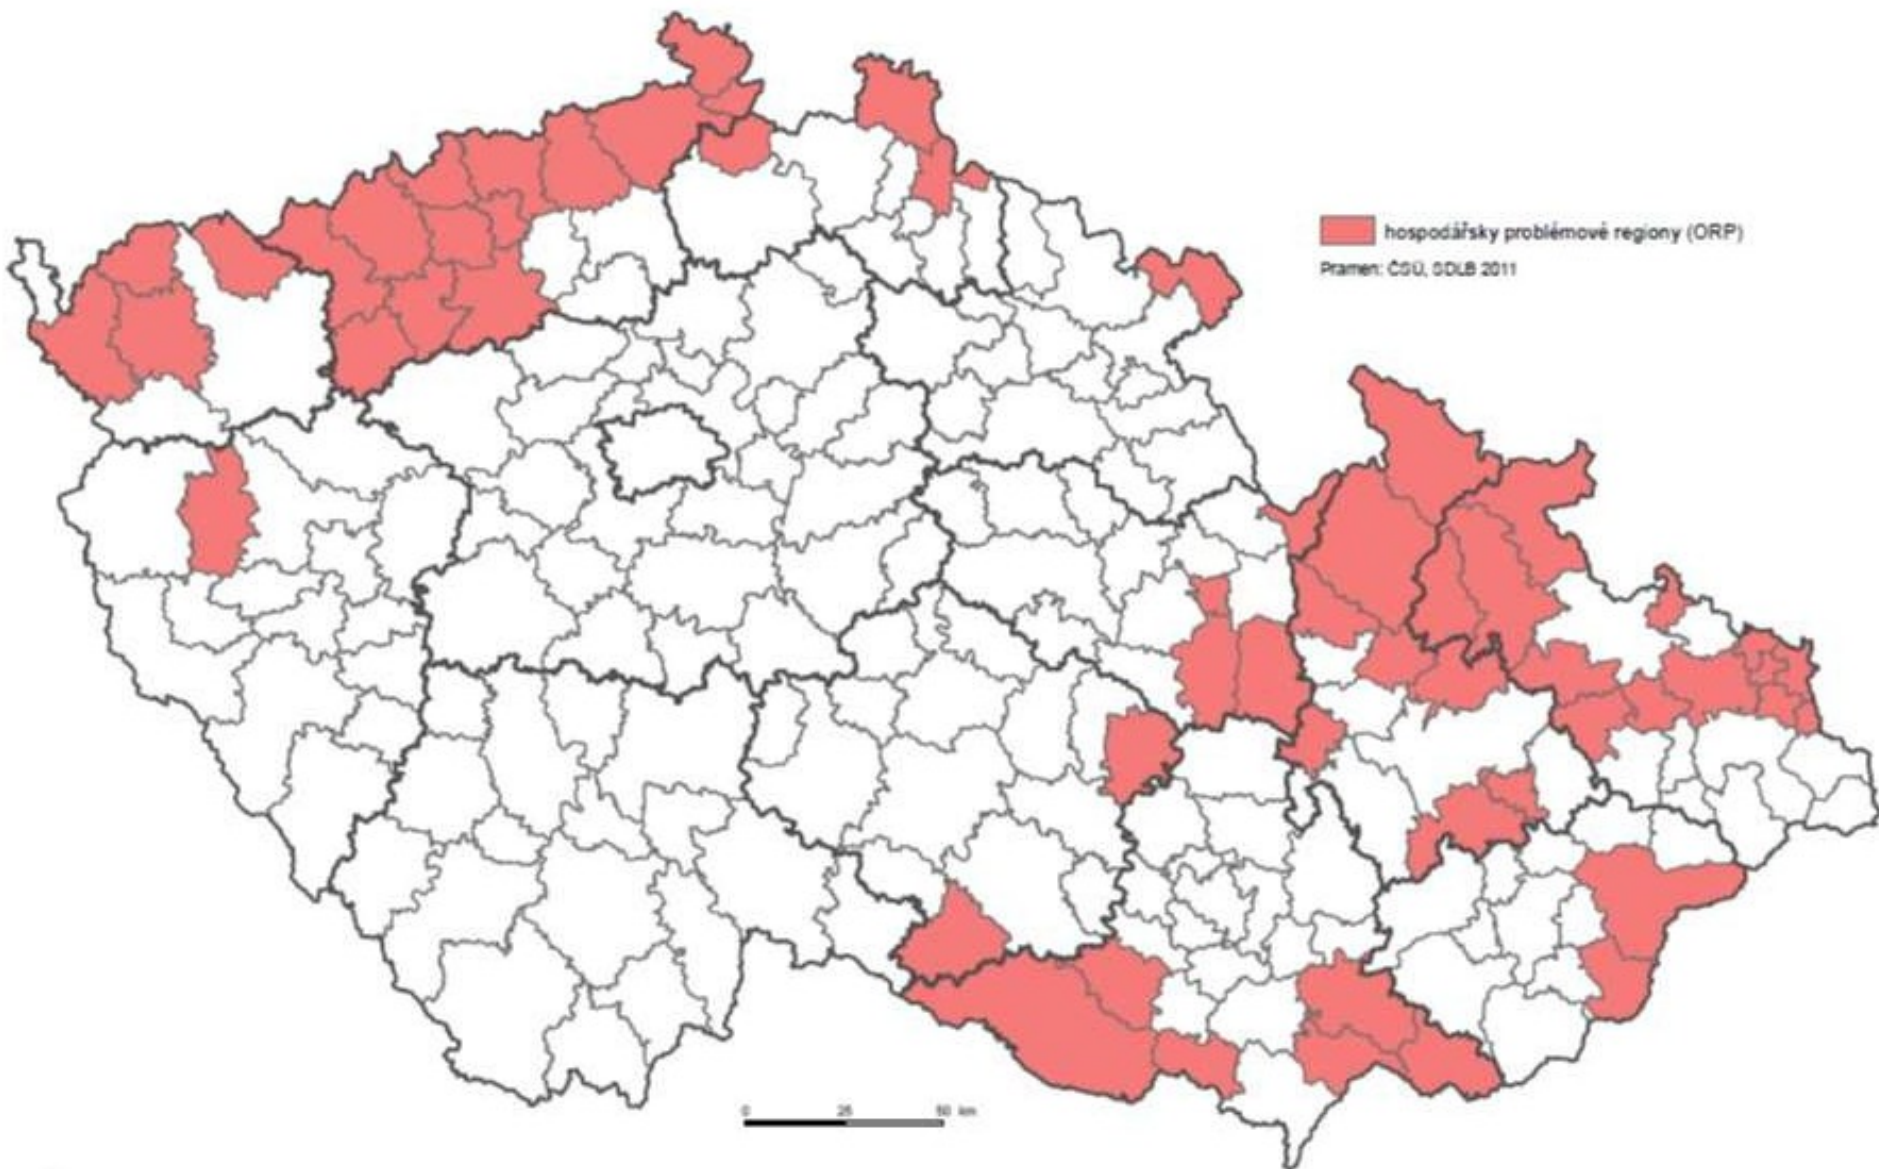 hospodářsky problémové regiony (ORP)
Pramen: ČSÚ, SDLB 2011
0 25 50 km